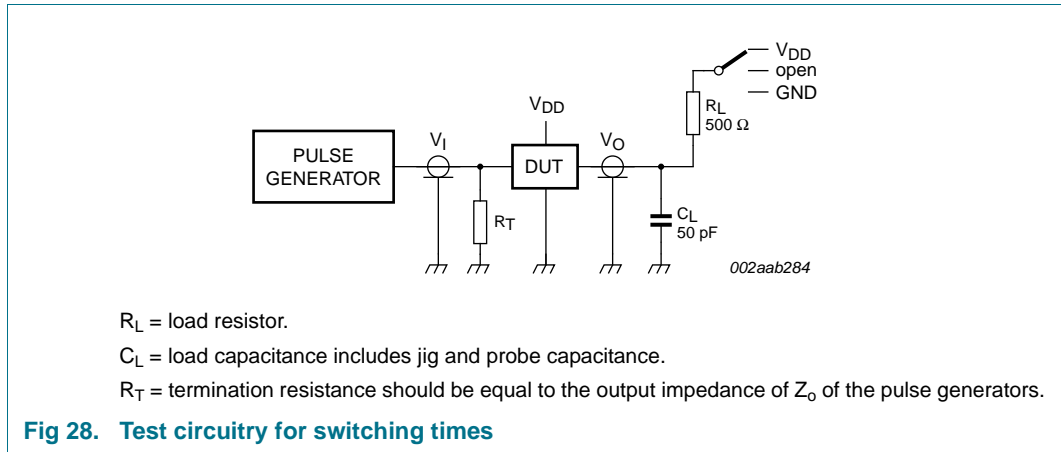 PULSE
GENERATOR
VI
RT
VDD
DUT
VO
CL
50 pF
RL
500 Ω
VDD
open
GND
002aab284
RL = load resistor.
CL = load capacitance includes jig and probe capacitance.
RT = termination resistance should be equal to the output impedance of Zo of the pulse generators.
Fig 28. Test circuitry for switching times